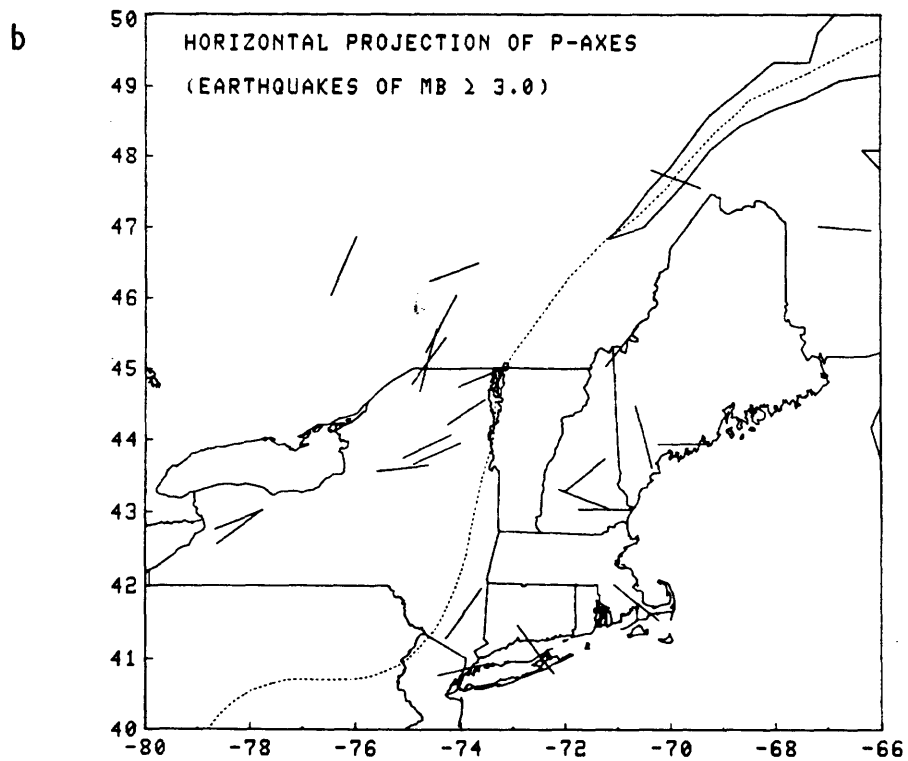 b
HORIZONTAL PROJECTION OF P-AXES
(EARTHQUAKES OF MB ≥ 3.0)
50
49
48
47
46
45
44
43
42
41
40
-80 -78 -76 -74 -72 -70 -68 -66